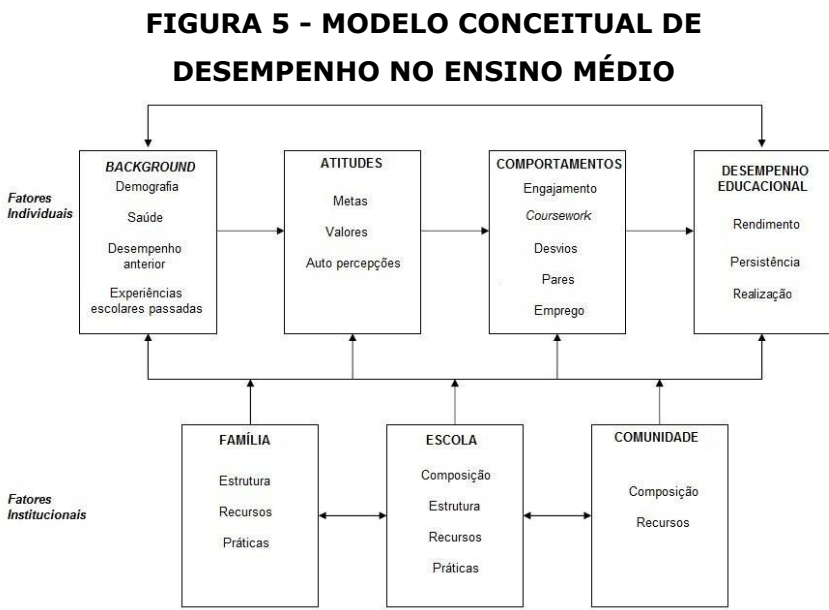 FIGURA 5 - MODELO CONCEITUAL DE
DESEMPENHO NO ENSINO MÉDIO
Fatores
Individuais
BACKGROUND
Demografia
Saúde
Desempenho
anterior
Experiências
escolares passadas
ATITUDES
Metas
Valores
Auto percepções
COMPORTAMENTOS
Engajamento
Coursework
Desvios
Pares
Emprego
DESEMPENHO
EDUCACIONAL
Rendimento
Persistência
Realização
Fatores
Institucionais
FAMÍLIA
Estrutura
Recursos
Práticas
ESCOLA
Composição
Estrutura
Recursos
Práticas
COMUNIDADE
Composição
Recursos